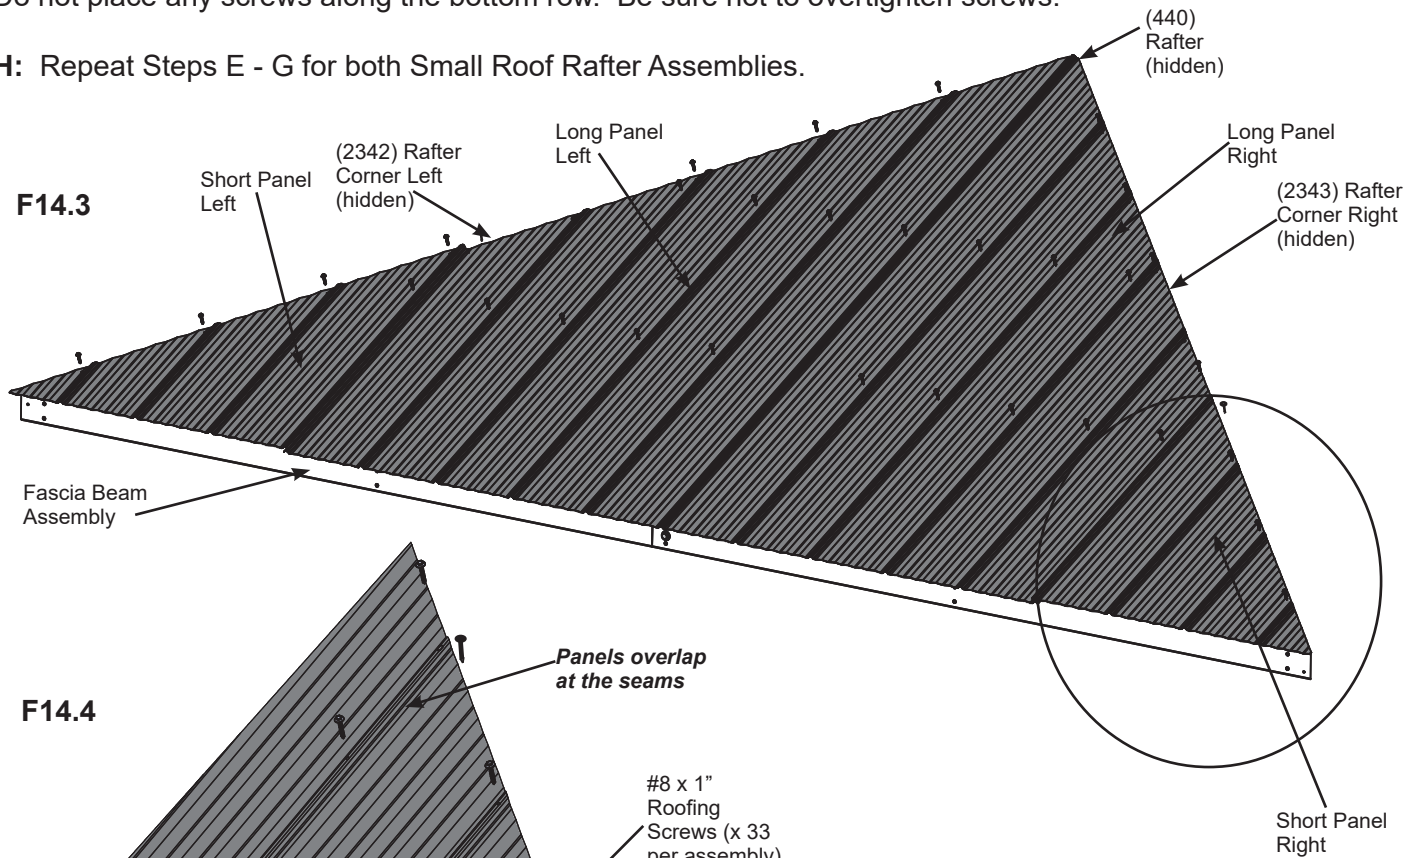 Do not place any screws along the bottom row.  Be sure not to overtighten screws.
H:  Repeat Steps E - G for both Small Roof Rafter Assemblies.
(440)
Rafter
(hidden)
Long Panel
Left
(2342) Rafter
Corner Left
(hidden)
Short Panel
Left
Long Panel
Right
(2343) Rafter
Corner Right
(hidden)
F14.3
Fascia Beam
Assembly
Panels overlap
at the seams
F14.4
#8 x 1”
Roofing
Screws (x 33
per assembly)
Short Panel
Right